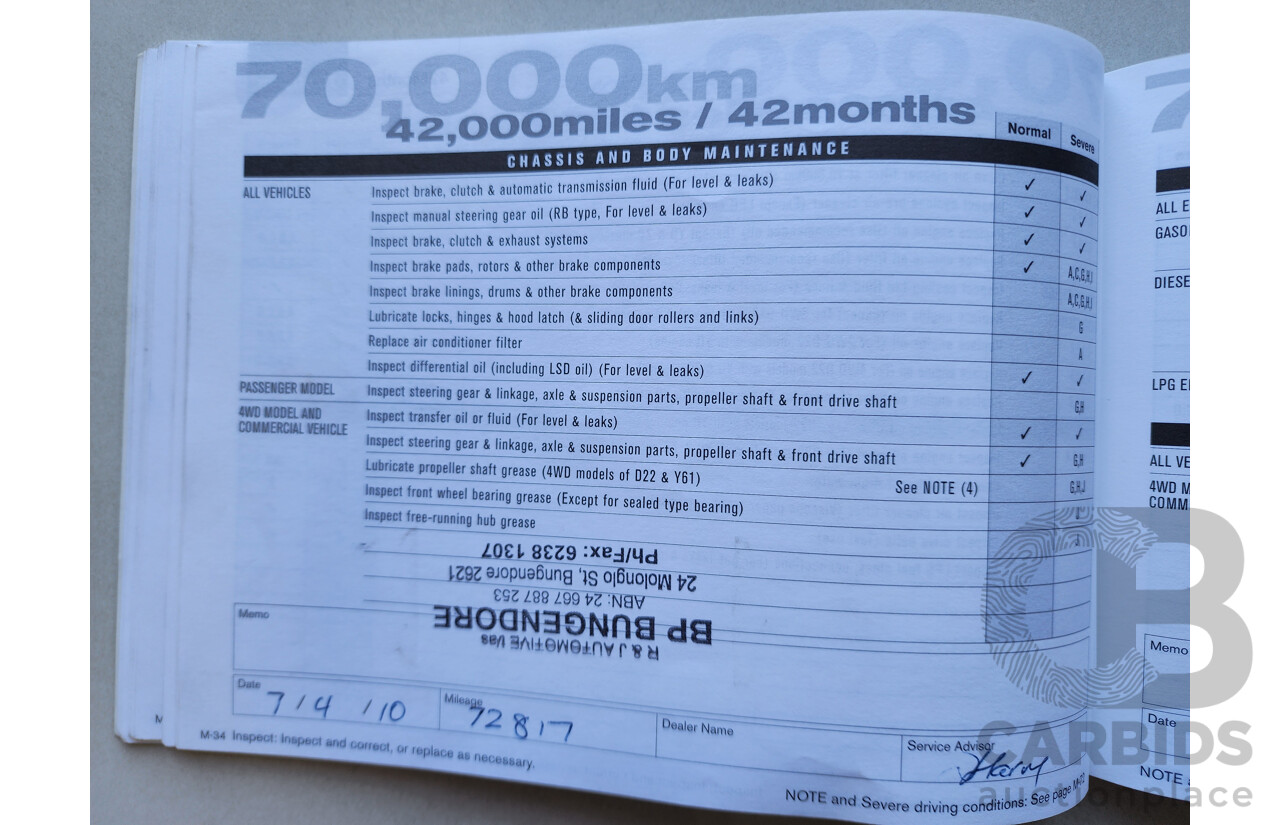 70,000km
42,000miles / 42months
Normal Severe
CHASSIS AND BODY MAINTENANCE
ALL VEHICLES Inspect brake, clutch & automatic transmission fluid (For level & leaks) ✓ ✓
Inspect manual steering gear oil (RB type, For level & leaks) ✓ ✓
Inspect brake, clutch & exhaust systems ✓ ✓
Inspect brake pads, rotors & other brake components ✓ A,C,G,H,I
Inspect brake linings, drums & other brake components A,C,G,H,I
Lubricate locks, hinges & hood latch (& sliding door rollers and links) G
Replace air conditioner filter A
Inspect differential oil (including LSD oil) (For level & leaks) ✓ ✓
PASSENGER MODEL Inspect steering gear & linkage, axle & suspension parts, propeller shaft & front drive shaft G,H
4WD MODEL AND Inspect transfer oil or fluid (For level & leaks) ✓ ✓
COMMERCIAL VEHICLE Inspect steering gear & linkage, axle & suspension parts, propeller shaft & front drive shaft ✓ G,H
Lubricate propeller shaft grease (4WD models of D22 & Y61) See NOTE (4) G,H,J
Inspect front wheel bearing grease (Except for sealed type bearing)
Inspect free-running hub grease
R & J AUTOMOTIVE t/as
BP BUNGENDORE
ABN: 24 667 887 253
24 Molonglo St, Bungendore 2621
Ph/Fax: 6238 1307
Memo
Date 7/4/10 Mileage 72817 Dealer Name Service Advisor
M-34 Inspect: Inspect and correct, or replace as necessary.
NOTE and Severe driving conditions: See page
7
ALL E
GASO
DIESE
LPG E
ALL VE
4WD M
COMM
Memo
Date
NOTE
CARBIDS
auctionplace